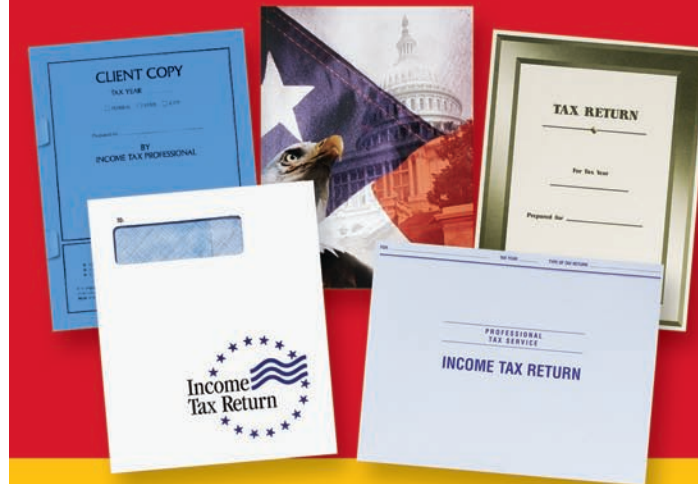 CLIENT COPY
TAX YEAR
BY
INCOME TAX PROFESSIONAL
TAX RETURN
For Tax Year
Prepared for
TO:
Income
Tax Return
FOR
TAX YEAR
TYPE OF TAX RETURN
PROFESSIONAL
TAX SERVICE
INCOME TAX RETURN